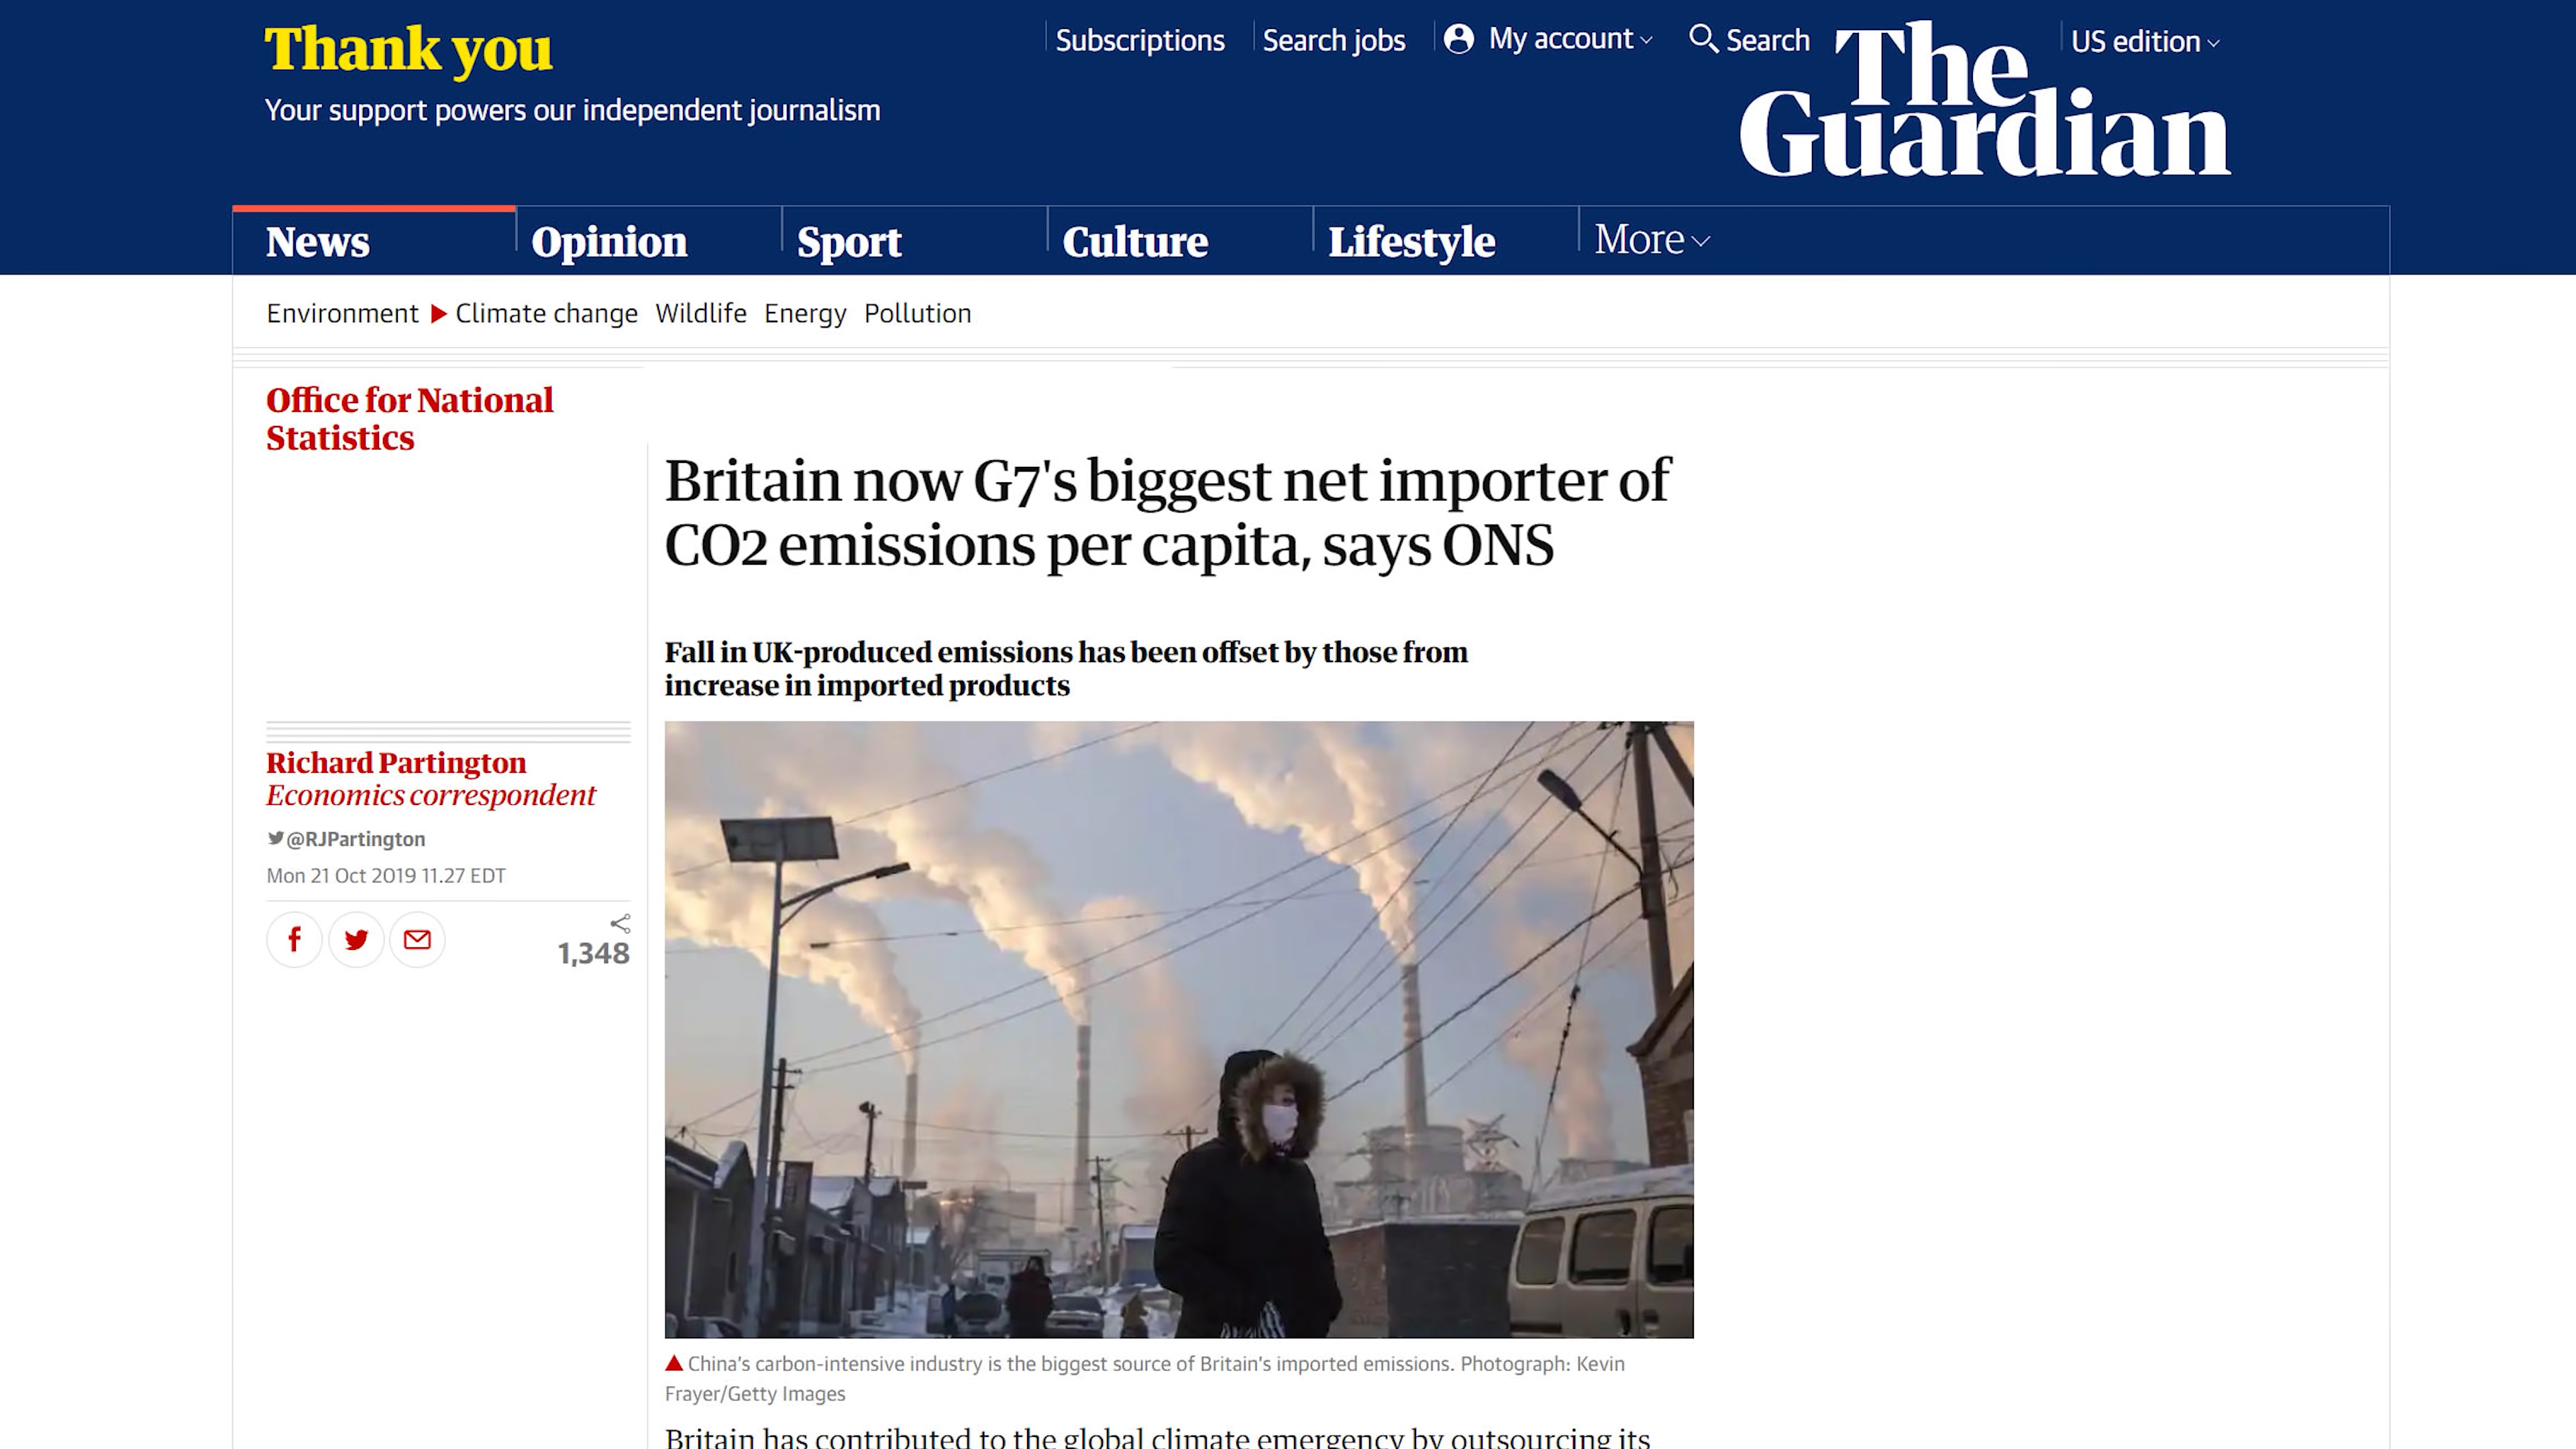 Thank you
Your support powers our independent journalism
Subscriptions
Search jobs
My account
Search
US edition
The
Guardian
News
Opinion
Sport
Culture
Lifestyle
More
Environment Climate change Wildlife Energy Pollution
Office for National
Statistics
Britain now G7's biggest net importer of
CO2 emissions per capita, says ONS
Fall in UK-produced emissions has been offset by those from
increase in imported products
Richard Partington
Economics correspondent
@RJPartington
Mon 21 Oct 2019 11.27 EDT
1,348
China's carbon-intensive industry is the biggest source of Britain's imported emissions. Photograph: Kevin
Frayer/Getty Images
Britain has contributed to the global climate emergency by outsourcing its